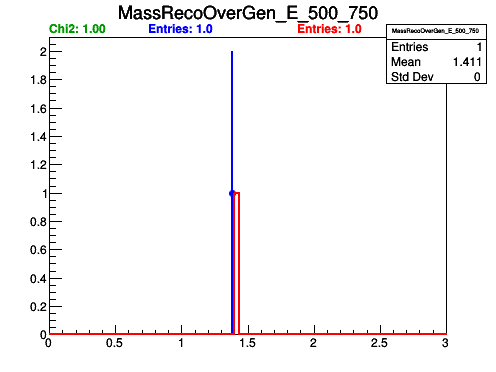 MassRecoOverGen_E_500_750
Chi2: 1.00 Entries: 1.0 Entries: 1.0
MassRecoOverGen_E_500_750
Entries 1
Mean 1.411
Std Dev 0
2
1.8
1.6
1.4
1.2
1
0.8
0.6
0.4
0.2
0
0 0.5 1 1.5 2 2.5 3